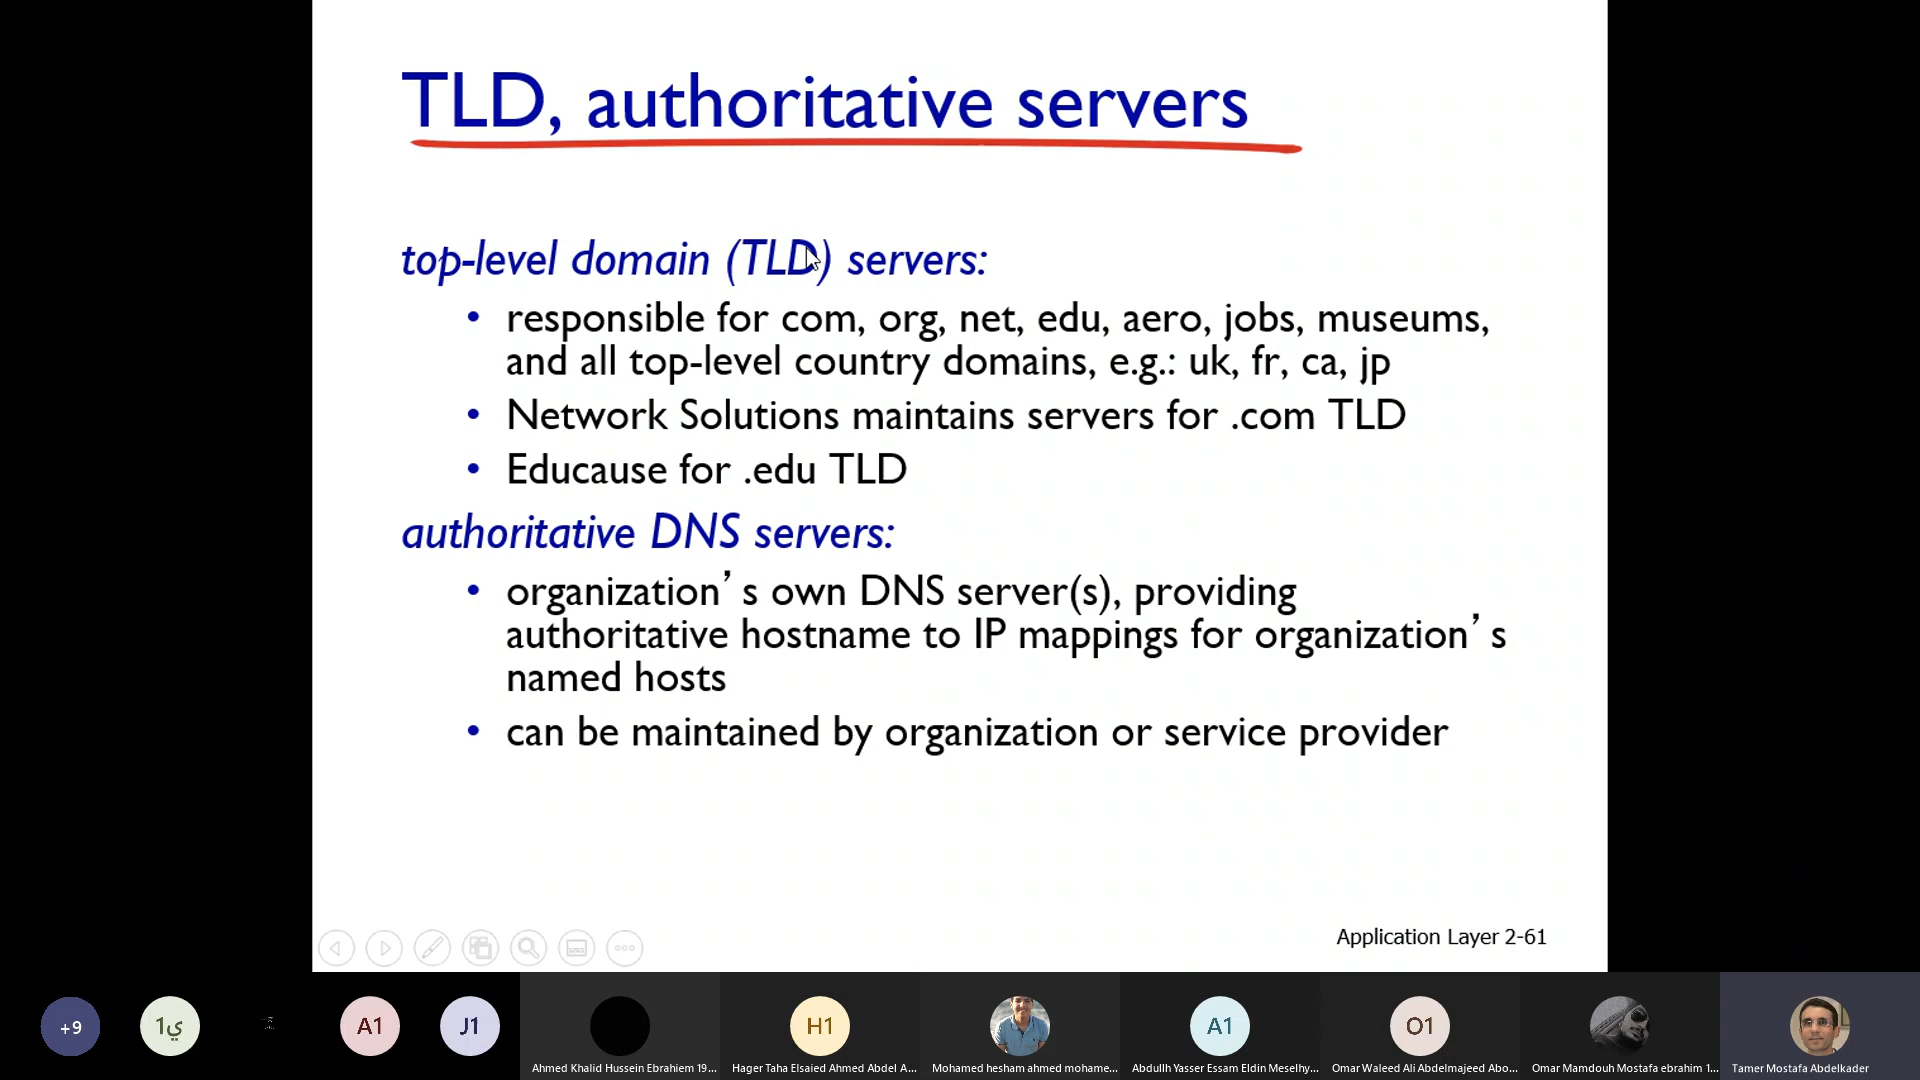 TLD, authoritative servers
top-level domain (TLD) servers:
• responsible for com, org, net, edu, aero, jobs, museums,
and all top-level country domains, e.g.: uk, fr, ca, jp
• Network Solutions maintains servers for .com TLD
• Educause for .edu TLD
authoritative DNS servers:
• organization’s own DNS server(s), providing
authoritative hostname to IP mappings for organization’s
named hosts
• can be maintained by organization or service provider
Application Layer 2-61
+9
ي1
A1
J1
H1
A1
O1
Ahmed Khalid Hussein Ebrahiem 19...
Hager Taha Elsaied Ahmed Abdel A...
Mohamed hesham ahmed mohame...
Abdullh Yasser Essam Eldin Meselhy...
Omar Waleed Ali Abdelmajeed Abo...
Omar Mamdouh Mostafa ebrahim 1...
Tamer Mostafa Abdelkader